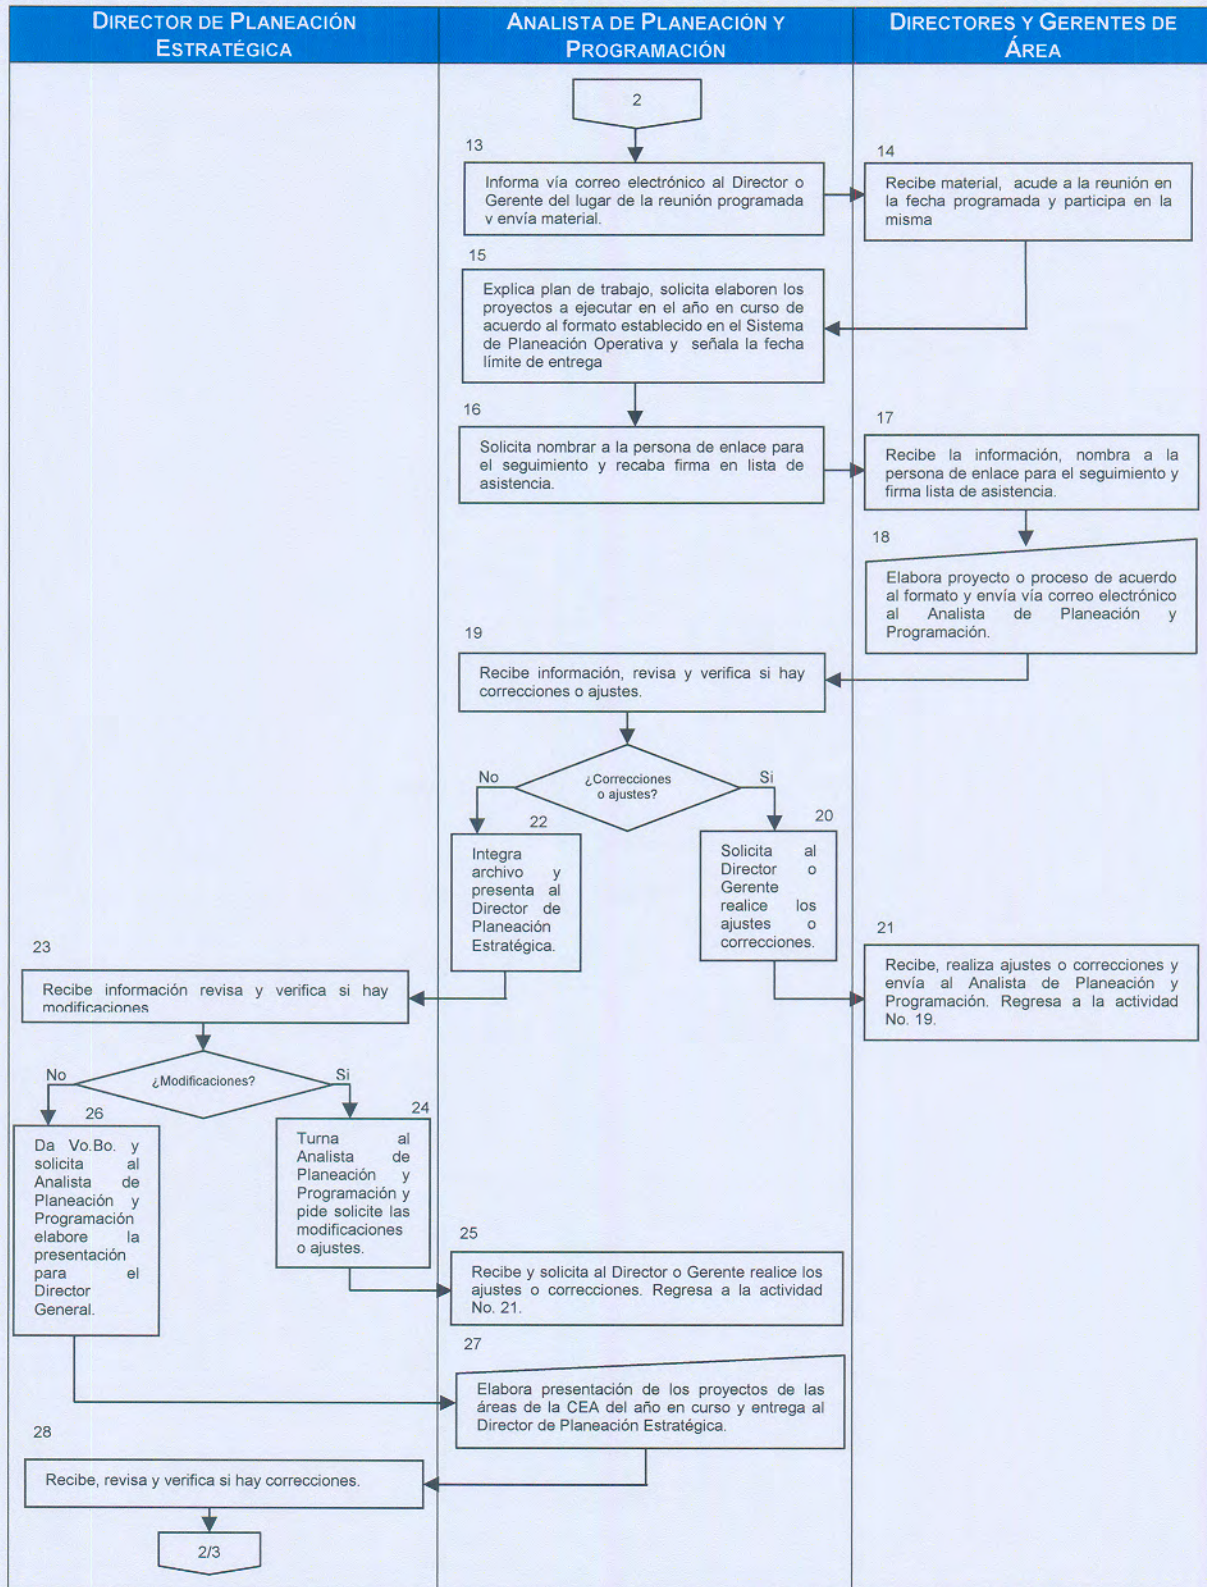 DIRECTOR DE PLANEACIÓN
ESTRATÉGICA
ANALISTA DE PLANEACIÓN Y
PROGRAMACIÓN
DIRECTORES Y GERENTES DE
ÁREA
2
13
Informa vía correo electrónico al Director o
Gerente del lugar de la reunión programada
y envía material.
14
Recibe material, acude a la reunión en
la fecha programada y participa en la
misma
15
Explica plan de trabajo, solicita elaboren los
proyectos a ejecutar en el año en curso de
acuerdo al formato establecido en el Sistema
de Planeación Operativa y señala la fecha
límite de entrega
16
Solicita nombrar a la persona de enlace para
el seguimiento y recaba firma en lista de
asistencia.
17
Recibe la información, nombra a la
persona de enlace para el seguimiento y
firma lista de asistencia.
18
Elabora proyecto o proceso de acuerdo
al formato y envía vía correo electrónico
al Analista de Planeación y
Programación.
19
Recibe información, revisa y verifica si hay
correcciones o ajustes.
¿Correcciones
o ajustes?
No
Si
22
Integra
archivo y
presenta al
Director de
Planeación
Estratégica.
20
Solicita al
Director o
Gerente
realice los
ajustes o
correcciones.
21
Recibe, realiza ajustes o correcciones y
envía al Analista de Planeación y
Programación. Regresa a la actividad
No. 19.
23
Recibe información revisa y verifica si hay
modificaciones
¿Modificaciones?
No
Si
26
Da Vo.Bo. y
solicita al
Analista de
Planeación y
Programación
elabore la
presentación
para el
Director
General.
24
Turna al
Analista de
Planeación y
Programación y
pide solicite las
modificaciones
o ajustes.
25
Recibe y solicita al Director o Gerente realice los
ajustes o correcciones. Regresa a la actividad
No. 21.
27
Elabora presentación de los proyectos de las
áreas de la CEA del año en curso y entrega al
Director de Planeación Estratégica.
28
Recibe, revisa y verifica si hay correcciones.
2/3